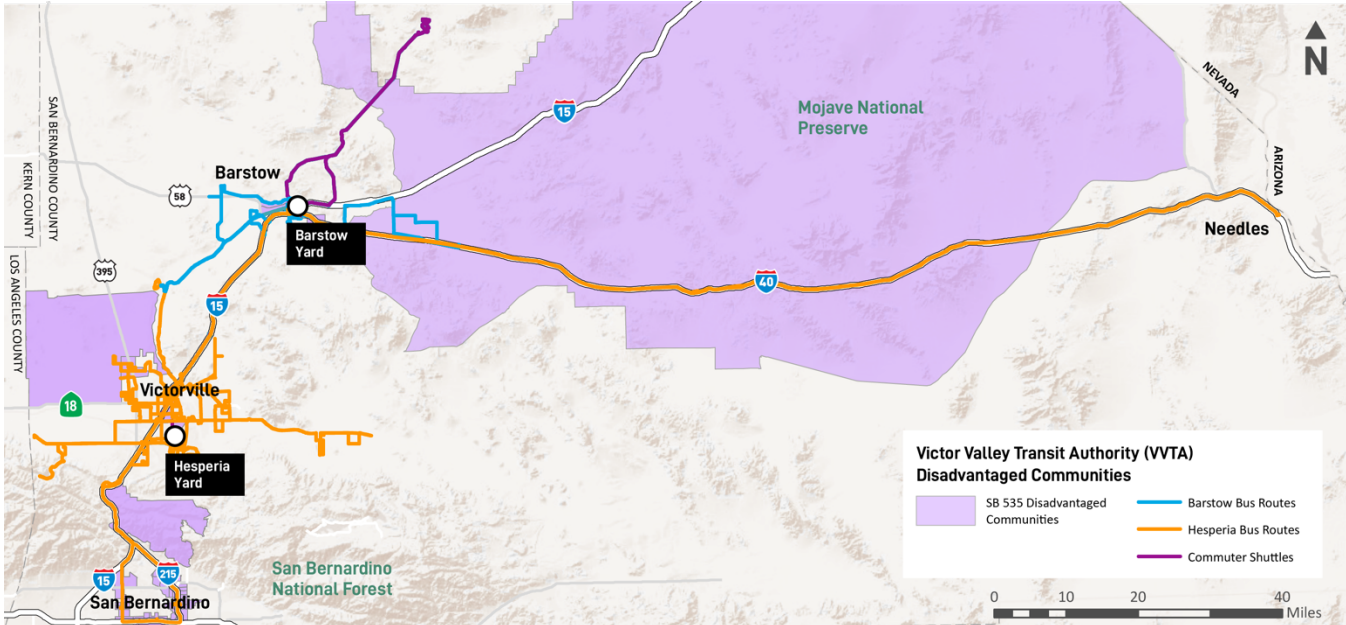 SAN BERNARDINO COUNTY
KERN COUNTY
LOS ANGELES COUNTY
N
NEVADA
ARIZONA
15
Mojave National
Preserve
Barstow
58
Barstow
Yard
Needles
395
15
40
Victorville
18
Hesperia
Yard
San Bernardino
National Forest
15
215
San Bernardino
Victor Valley Transit Authority (VVTA)
Disadvantaged Communities
SB 535 Disadvantaged
Communities
Barstow Bus Routes
Hesperia Bus Routes
Commuter Shuttles
0 10 20 40
Miles